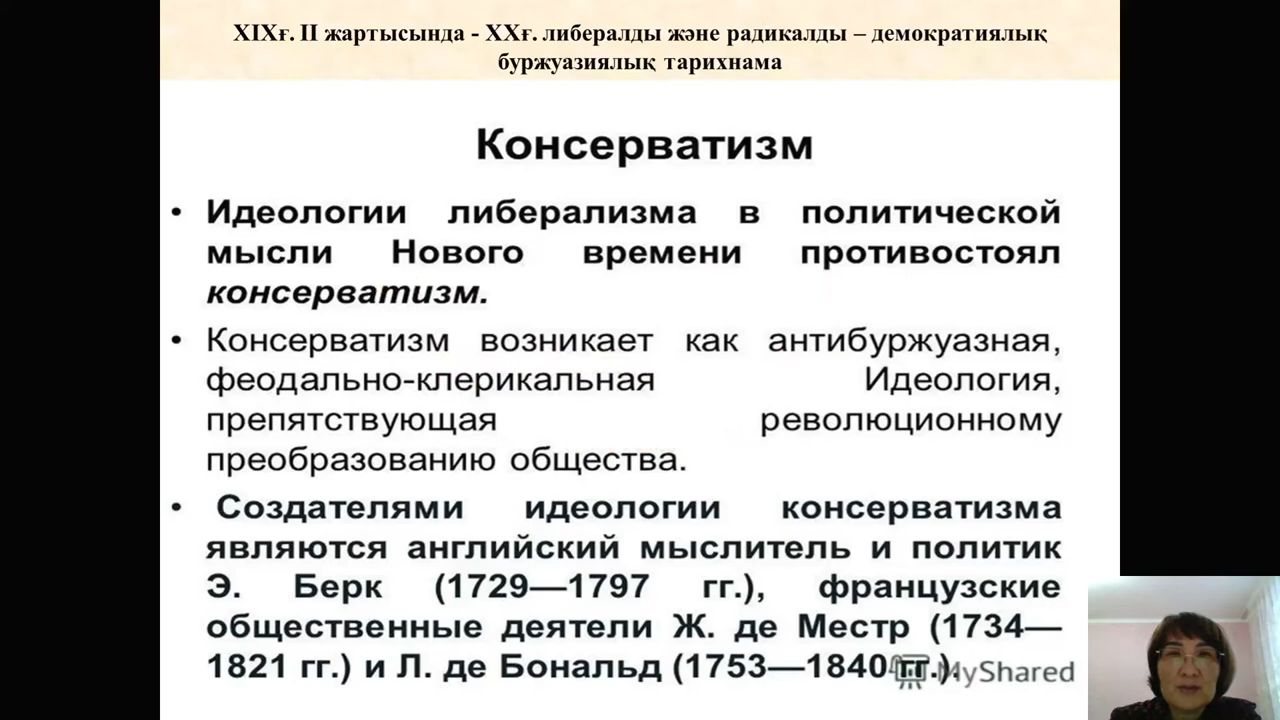 XIXғ. II жартысында - XXғ. либералды және радикалды – демократиялық
буржуазиялық тарихнама
Консерватизм
• Идеологии либерализма в политической
мысли Нового времени противостоял
консерватизм.
• Консерватизм возникает как антибуржуазная,
феодально-клерикальная Идеология,
препятствующая революционному
преобразованию общества.
• Создателями идеологии консерватизма
являются английский мыслитель и политик
Э. Берк (1729—1797 гг.), французские
общественные деятели Ж. де Местр (1734—
1821 гг.) и Л. де Бональд (1753—1840 гг.).
MyShared